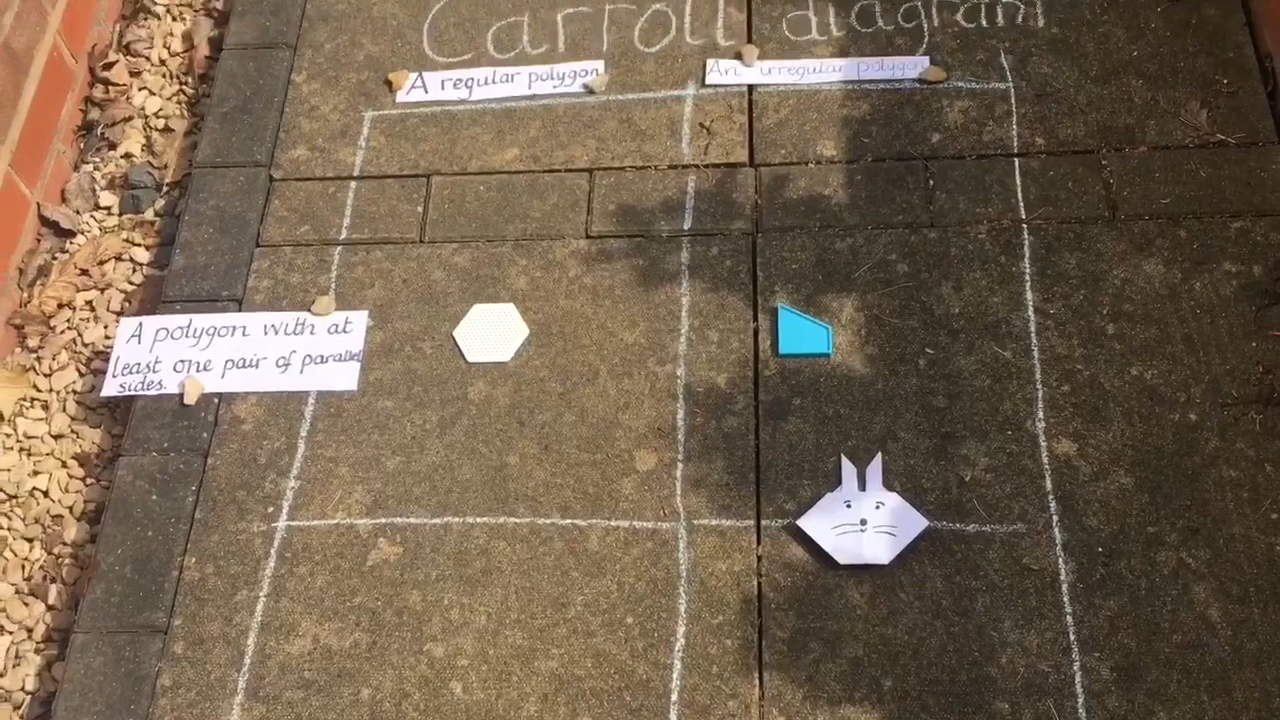 Carroll diagram
A regular polygon
An irregular polygon
A polygon with at
least one pair of parallel
sides.